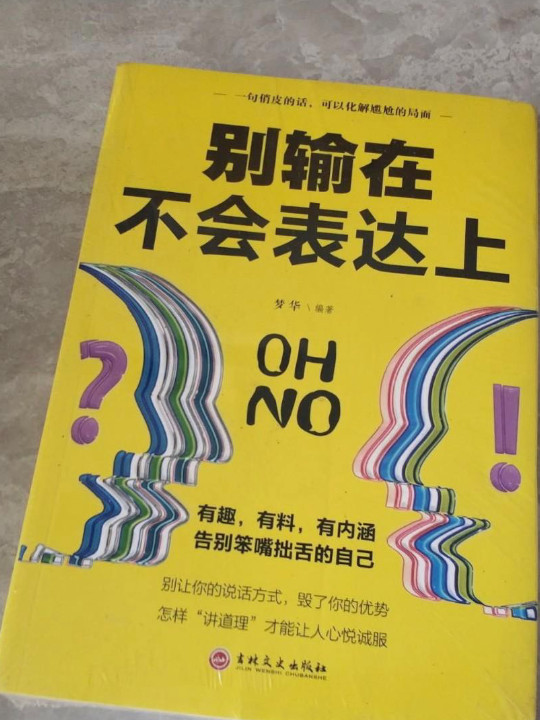 — 一句俏皮的话，可以化解尴尬的局面 —
别输在
不会表达上
梦华 \ 编著
OH
NO
? !
有趣，有料，有内涵
告别笨嘴拙舌的自己
别让你的说话方式，毁了你的优势
怎样“讲道理”才能让人心悦诚服
吉林文史出版社
JILIN WENSHI CHUBANSHE